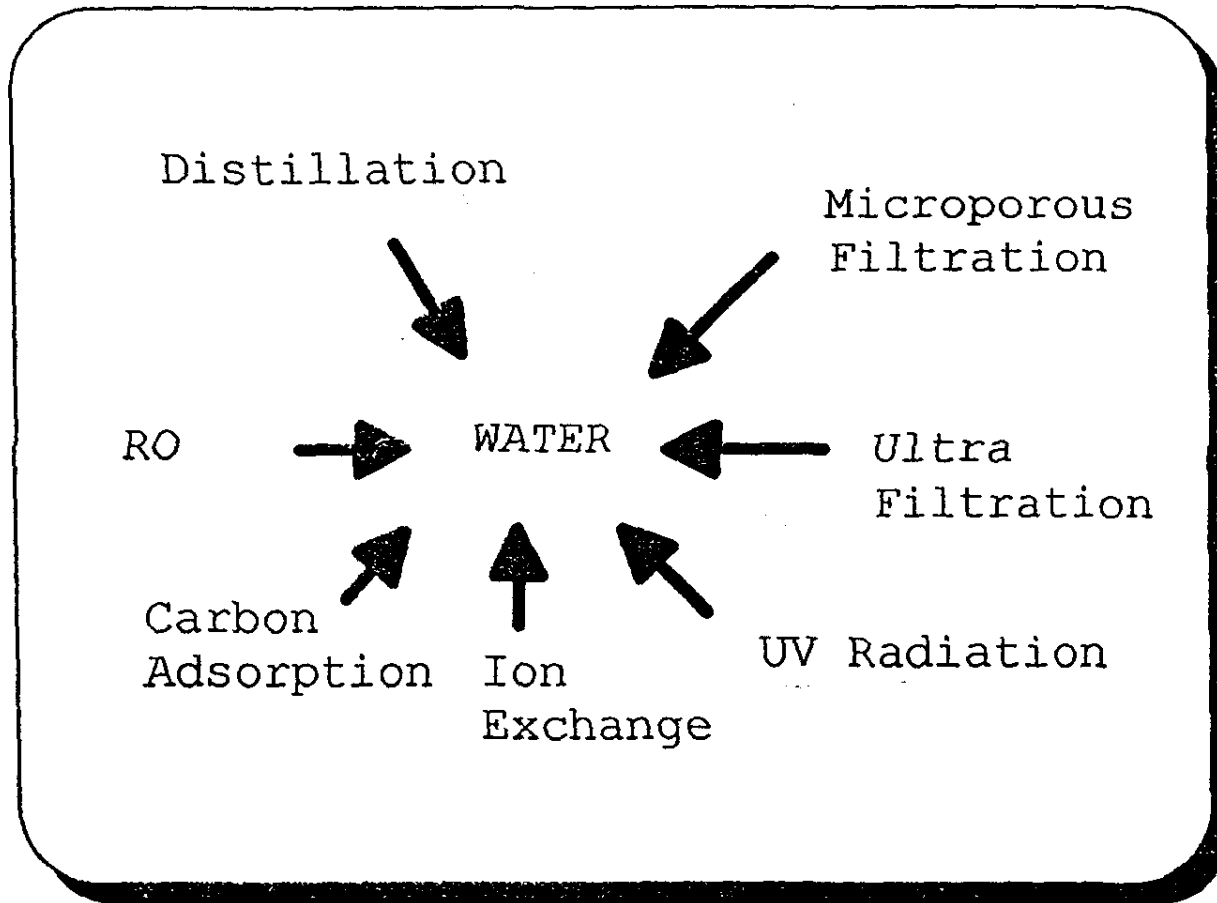 Distillation
Microporous
Filtration
RO
WATER
Ultra
Filtration
Carbon
Adsorption
Ion
Exchange
UV Radiation